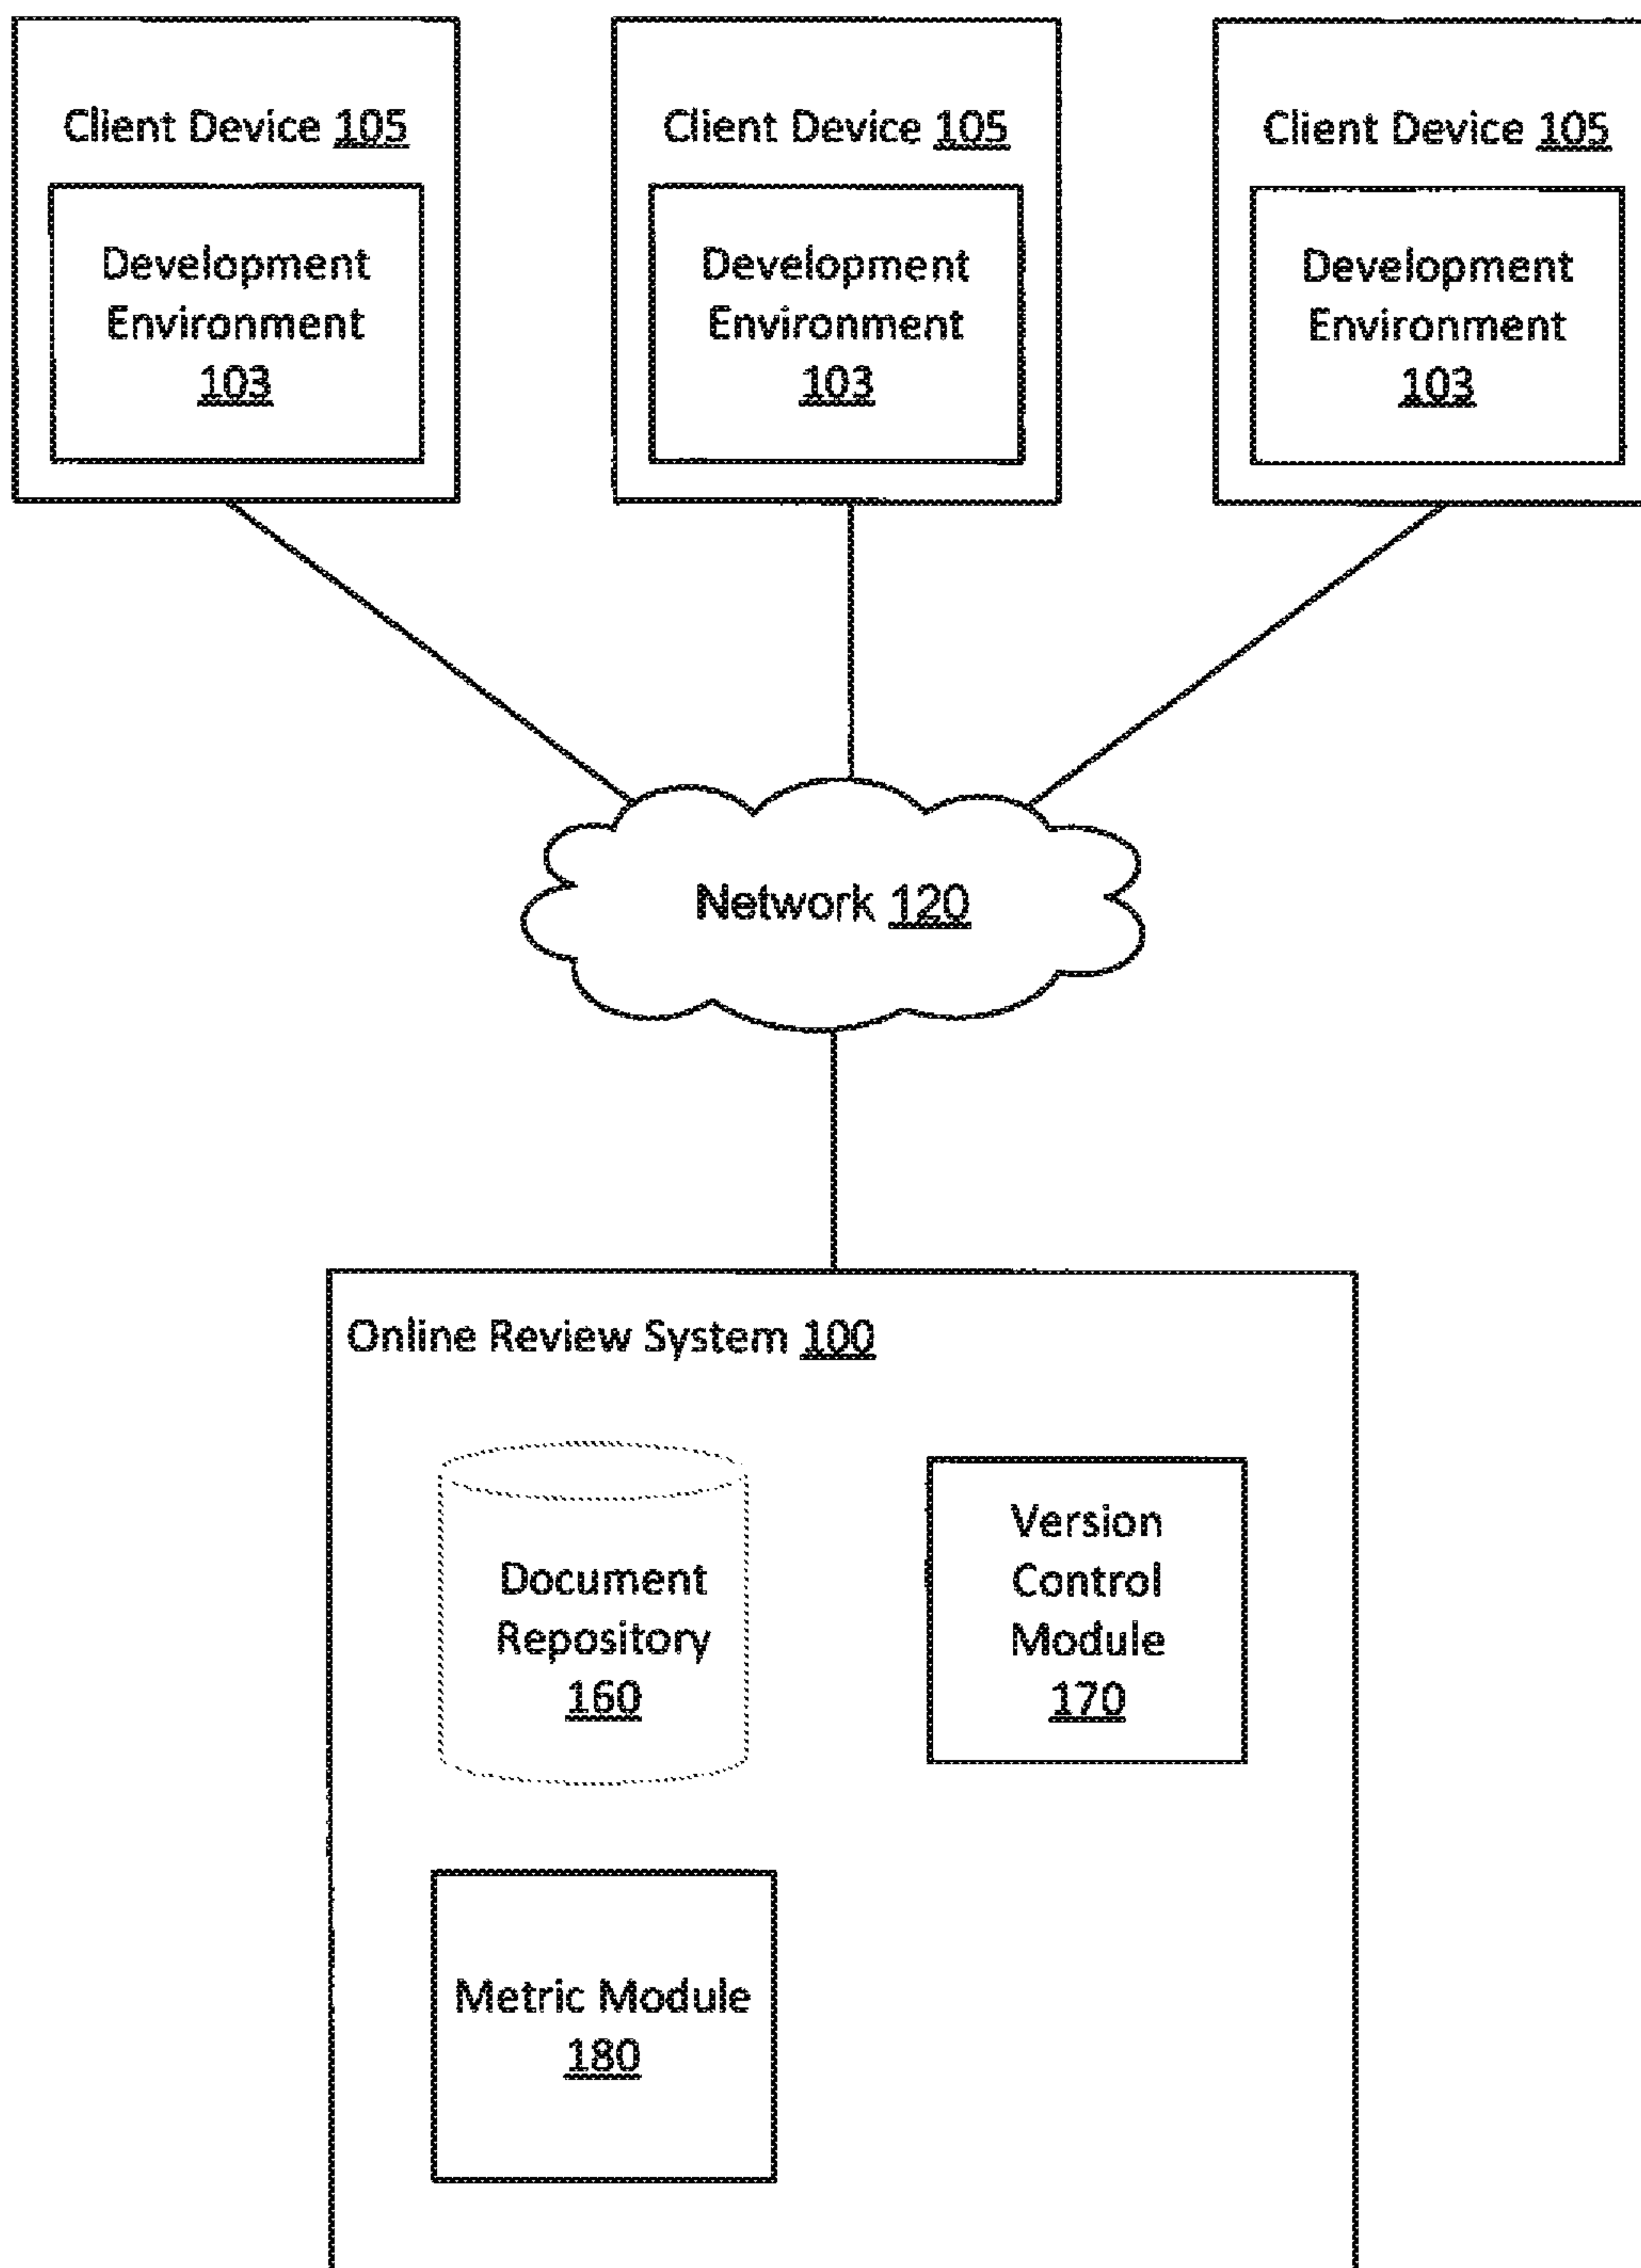 Client Device 105
Development
Environment
103
Client Device 105
Development
Environment
103
Client Device 105
Development
Environment
103
Network 120
Online Review System 100
Document
Repository
160
Version
Control
Module
170
Metric Module
180